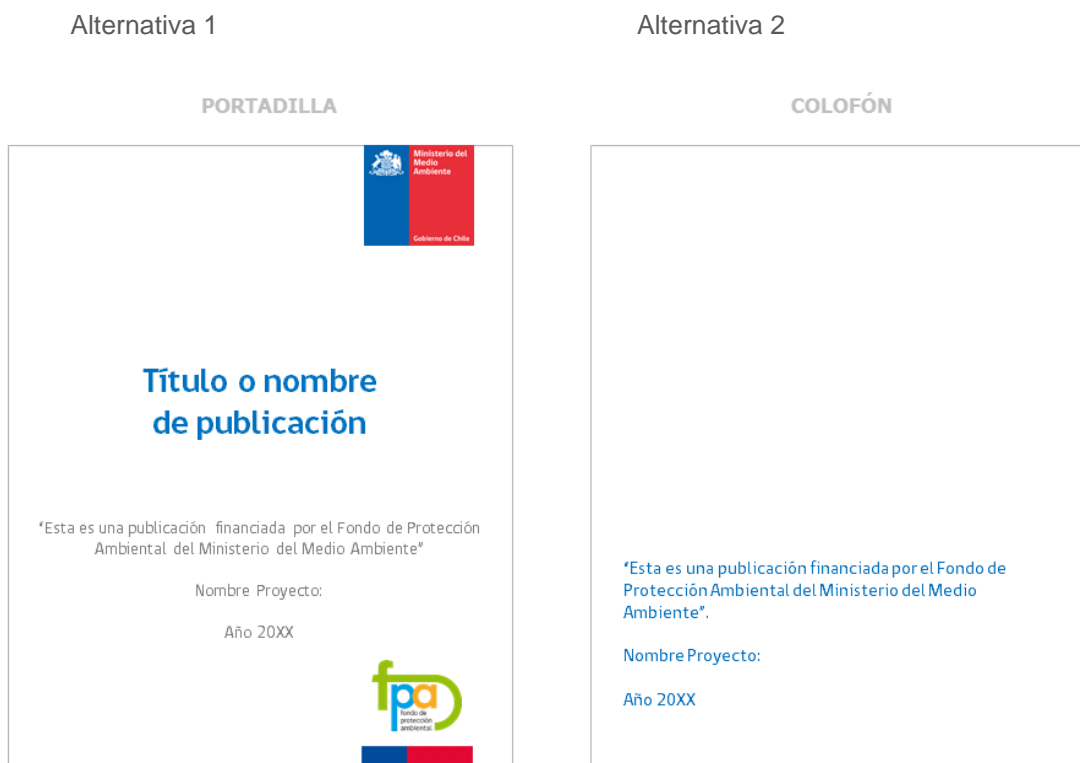 Alternativa 1
PORTADILLA
Ministerio del
Medio
Ambiente
Gobierno de Chile
Título o nombre
de publicación
“Esta es una publicación financiada por el Fondo de Protección
Ambiental del Ministerio del Medio Ambiente”
Nombre Proyecto:
Año 20XX
fpa
fondo de
protección
ambiental
Alternativa 2
COLOFÓN
“Esta es una publicación financiada por el Fondo de
Protección Ambiental del Ministerio del Medio
Ambiente”.
Nombre Proyecto:
Año 20XX